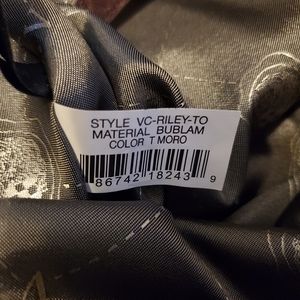 STYLE VC-RILEY-TO
MATERIAL BUBLAM
COLOR T MORO
86742 18243 9